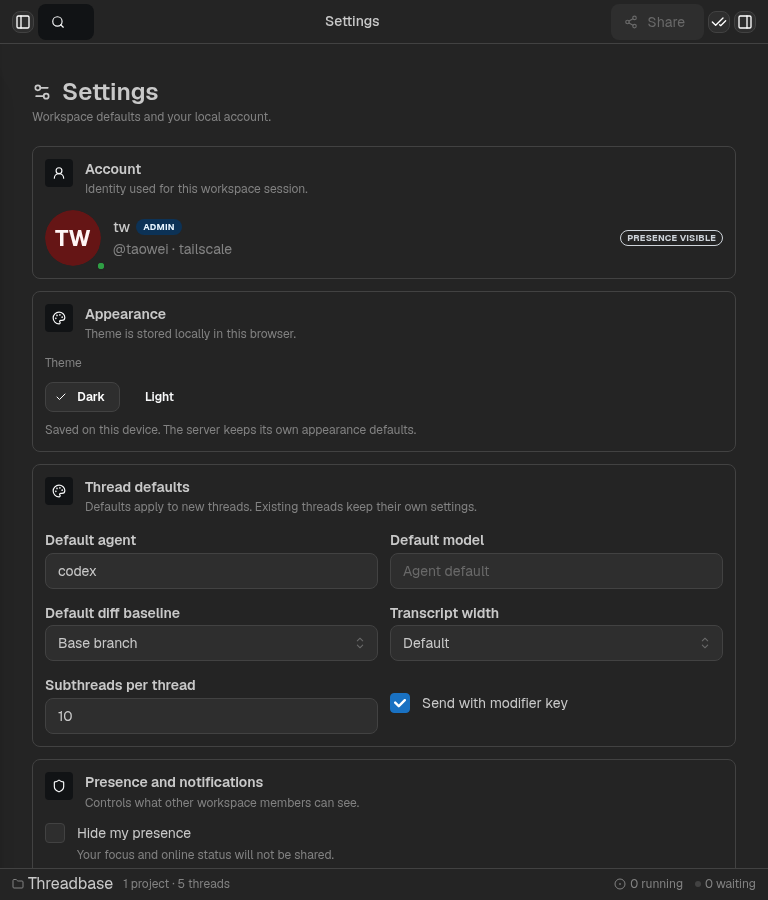 Settings
Share
Settings
Workspace defaults and your local account.
Account
Identity used for this workspace session.
TW
tw ADMIN
@taowei · tailscale
PRESENCE VISIBLE
Appearance
Theme is stored locally in this browser.
Theme
Dark Light
Saved on this device. The server keeps its own appearance defaults.
Thread defaults
Defaults apply to new threads. Existing threads keep their own settings.
Default agent Default model
codex Agent default
Default diff baseline Transcript width
Base branch Default
Subthreads per thread
10
Send with modifier key
Presence and notifications
Controls what other workspace members can see.
Hide my presence
Your focus and online status will not be shared.
Threadbase 1 project · 5 threads 0 running 0 waiting